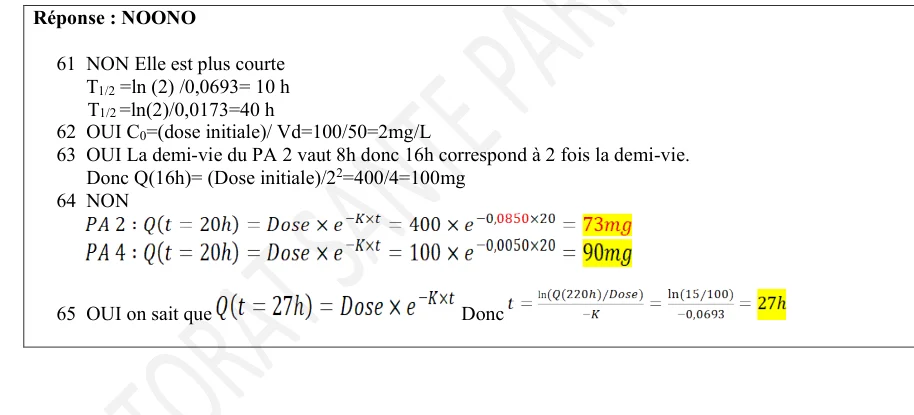 Réponse : NOONO
61 NON Elle est plus courte
T1/2 =ln (2) /0,0693= 10 h
T1/2 =ln(2)/0,0173=40 h
62 OUI C0=(dose initiale)/ Vd=100/50=2mg/L
63 OUI La demi-vie du PA 2 vaut 8h donc 16h correspond à 2 fois la demi-vie.
Donc Q(16h)= (Dose initiale)/2²=400/4=100mg
64 NON
PA 2 : Q(t = 20h) = Dose × e^−K×t = 400 × e^−0,0850×20 = 73mg
PA 4 : Q(t = 20h) = Dose × e^−K×t = 100 × e^−0,0050×20 = 90mg
65 OUI on sait que Q(t = 27h) = Dose × e^−K×t Donc t = ln(Q(220h)/Dose)/−K = ln(15/100)/−0,0693 = 27h
TORAT SANTE PAR